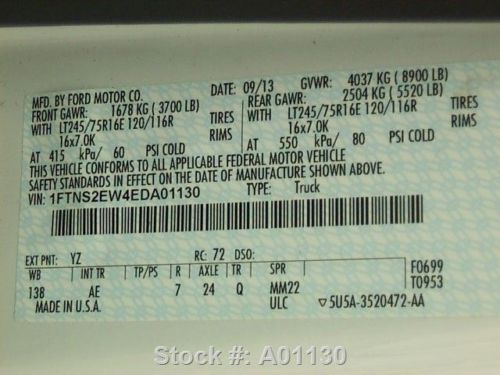 MFD. BY FORD MOTOR CO. DATE: 09/13 GVWR: 4037 KG ( 8900 LB)
FRONT GAWR: 1678 KG ( 3700 LB) REAR GAWR: 2504 KG ( 5520 LB)
WITH LT245/75R16E 120/116R TIRES WITH LT245/75R16E 120/116R TIRES
16x7.0K RIMS 16x7.0K RIMS
AT 415 kPa/ 60 PSI COLD AT 550 kPa/ 80 PSI COLD
THIS VEHICLE CONFORMS TO ALL APPLICABLE FEDERAL MOTOR VEHICLE
SAFETY STANDARDS IN EFFECT ON THE DATE OF MANUFACTURE SHOWN ABOVE.
VIN: 1FTNS2EW4EDA01130 TYPE: Truck
EXT PNT: YZ RC: 72 DSO:
WB INT TR TP/PS R AXLE TR SPR F0699
138 AE 7 24 Q MM22 T0953
MADE IN U.S.A. ULC ▽5U5A-3520472-AA
Stock #: A01130